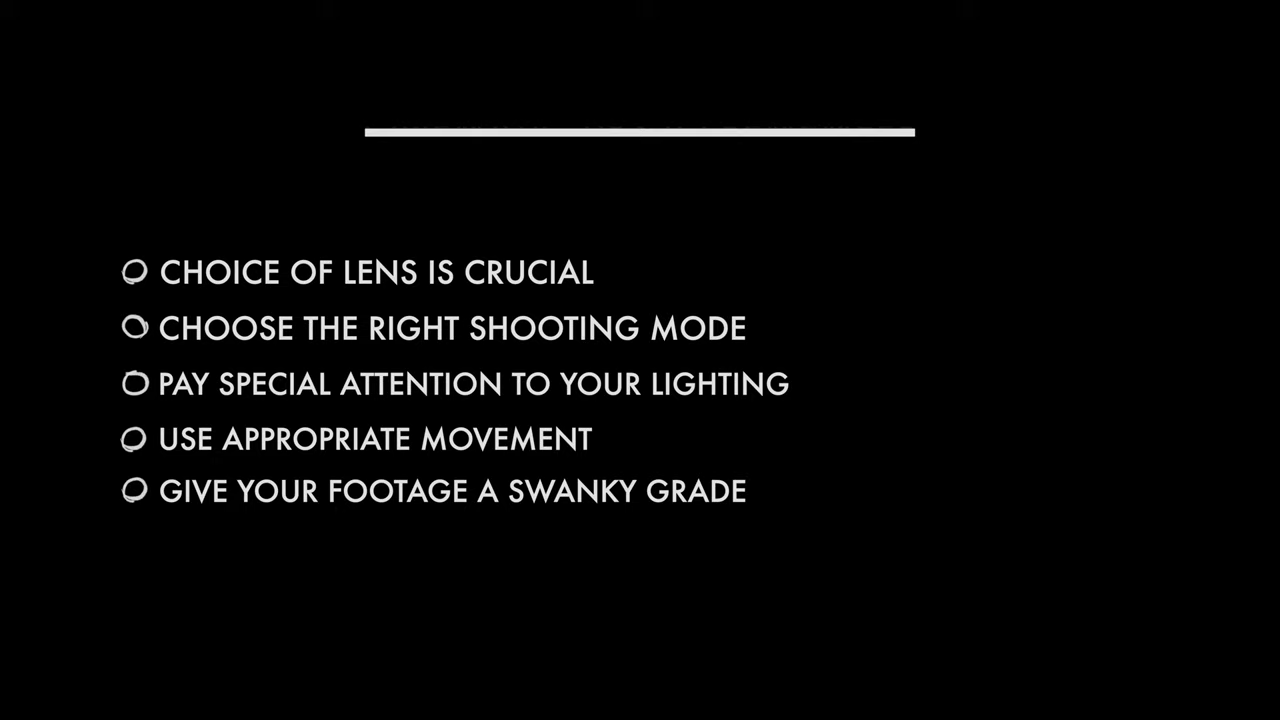 CHOICE OF LENS IS CRUCIAL
CHOOSE THE RIGHT SHOOTING MODE
PAY SPECIAL ATTENTION TO YOUR LIGHTING
USE APPROPRIATE MOVEMENT
GIVE YOUR FOOTAGE A SWANKY GRADE